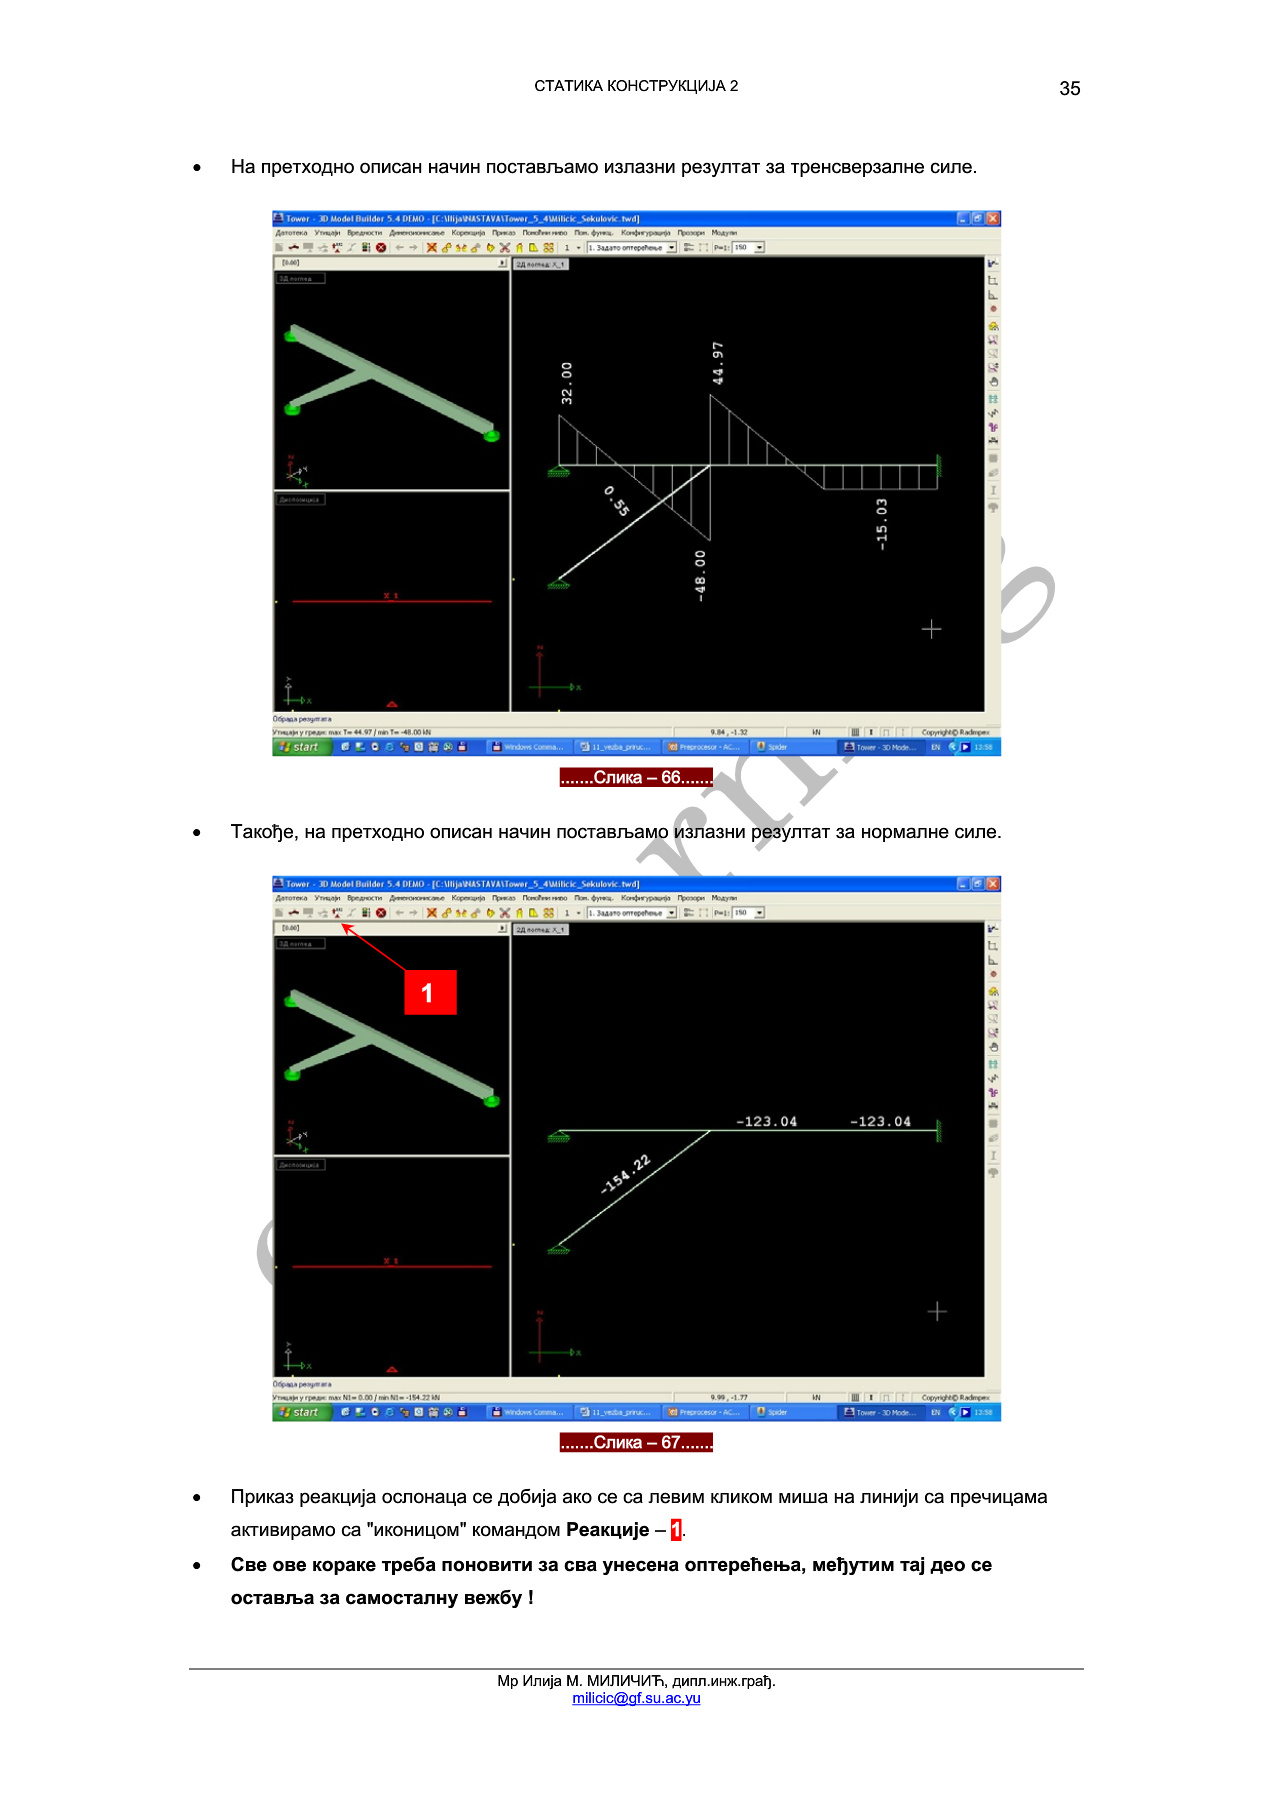 СТАТИКА КОНСТРУКЦИЈА 2
35
• На претходно описан начин постављамо излазни резултат за тренсверзалне силе.
Tower - 3D Model Builder 5.4 DEMO - [C:\Ilija\NASTAVA\Tower_5_4\Milicic_Sekulovic.twd]
Датотека Утицаји Вредности Димензионисање Корекција Приказ Помоћни ниво Пом. функц. Конфигурација Прозори Модули
1 1. Задато оптерећење P=1: 150
[0.00]
2Д поглед: X_1
3Д поглед
32.00
44.97
0.55
-48.00
-15.03
Диспозиција
X_1
Обрада резултата
Утицаји у греди: max T= 44.97 / min T= -48.00 kN
9.84 , -1.32
kN
Copyright© Radimpex
start
Windows Comma...
11_vezba_priruc...
Preprocesor - AC...
Spider
Tower - 3D Mode...
EN
13:58
.......Слика – 66.......
• Такође, на претходно описан начин постављамо излазни резултат за нормалне силе.
Tower - 3D Model Builder 5.4 DEMO - [C:\Ilija\NASTAVA\Tower_5_4\Milicic_Sekulovic.twd]
Датотека Утицаји Вредности Димензионисање Корекција Приказ Помоћни ниво Пом. функц. Конфигурација Прозори Модули
1 1. Задато оптерећење P=1: 150
[0.00]
2Д поглед: X_1
3Д поглед
1
-123.04 -123.04
-154.22
Диспозиција
X_1
Обрада резултата
Утицаји у греди: max N1= 0.00 / min N1= -154.22 kN
9.99 , -1.77
kN
Copyright© Radimpex
start
Windows Comma...
11_vezba_priruc...
Preprocesor - AC...
Spider
Tower - 3D Mode...
EN
13:58
.......Слика – 67.......
• Приказ реакција ослонаца се добија ако се са левим кликом миша на линији са пречицама
активирамо са "иконицом" командом Реакције – 1.
• Све ове кораке треба поновити за сва унесена оптерећења, међутим тај део се
оставља за самосталну вежбу !
Мр Илија М. МИЛИЧИЋ, дипл.инж.грађ.
milicic@gf.su.ac.yu